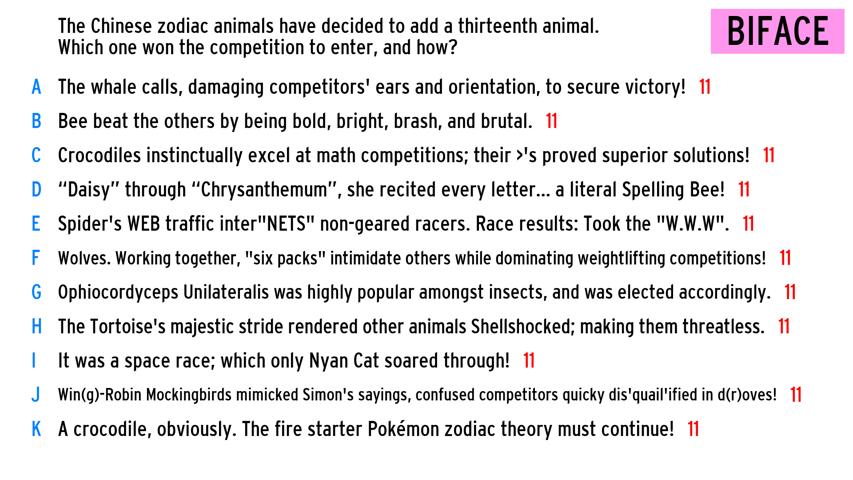 The Chinese zodiac animals have decided to add a thirteenth animal.
Which one won the competition to enter, and how?
BIFACE
A The whale calls, damaging competitors' ears and orientation, to secure victory! 11
B Bee beat the others by being bold, bright, brash, and brutal. 11
C Crocodiles instinctually excel at math competitions; their >'s proved superior solutions! 11
D “Daisy” through “Chrysanthemum”, she recited every letter... a literal Spelling Bee! 11
E Spider's WEB traffic inter"NETS" non-geared racers. Race results: Took the "W.W.W". 11
F Wolves. Working together, "six packs" intimidate others while dominating weightlifting competitions! 11
G Ophiocordyceps Unilateralis was highly popular amongst insects, and was elected accordingly. 11
H The Tortoise's majestic stride rendered other animals Shellshocked; making them threatless. 11
I It was a space race; which only Nyan Cat soared through! 11
J Win(g)-Robin Mockingbirds mimicked Simon's sayings, confused competitors quicky dis'quail'ified in d(r)oves! 11
K A crocodile, obviously. The fire starter Pokémon zodiac theory must continue! 11